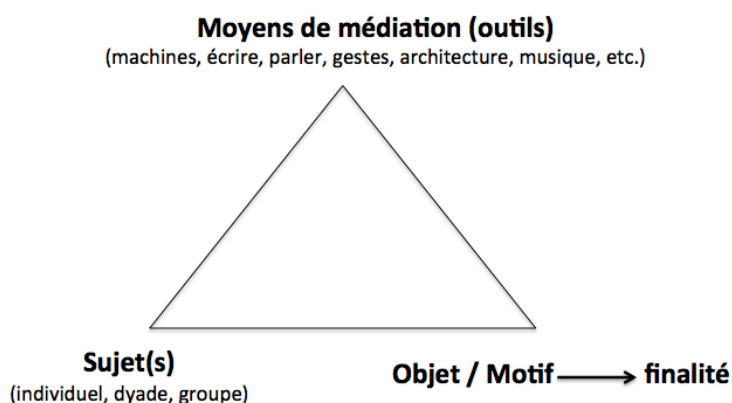 Moyens de médiation (outils)
(machines, écrire, parler, gestes, architecture, musique, etc.)
Sujet(s)
(individuel, dyade, groupe)
Objet / Motif finalité